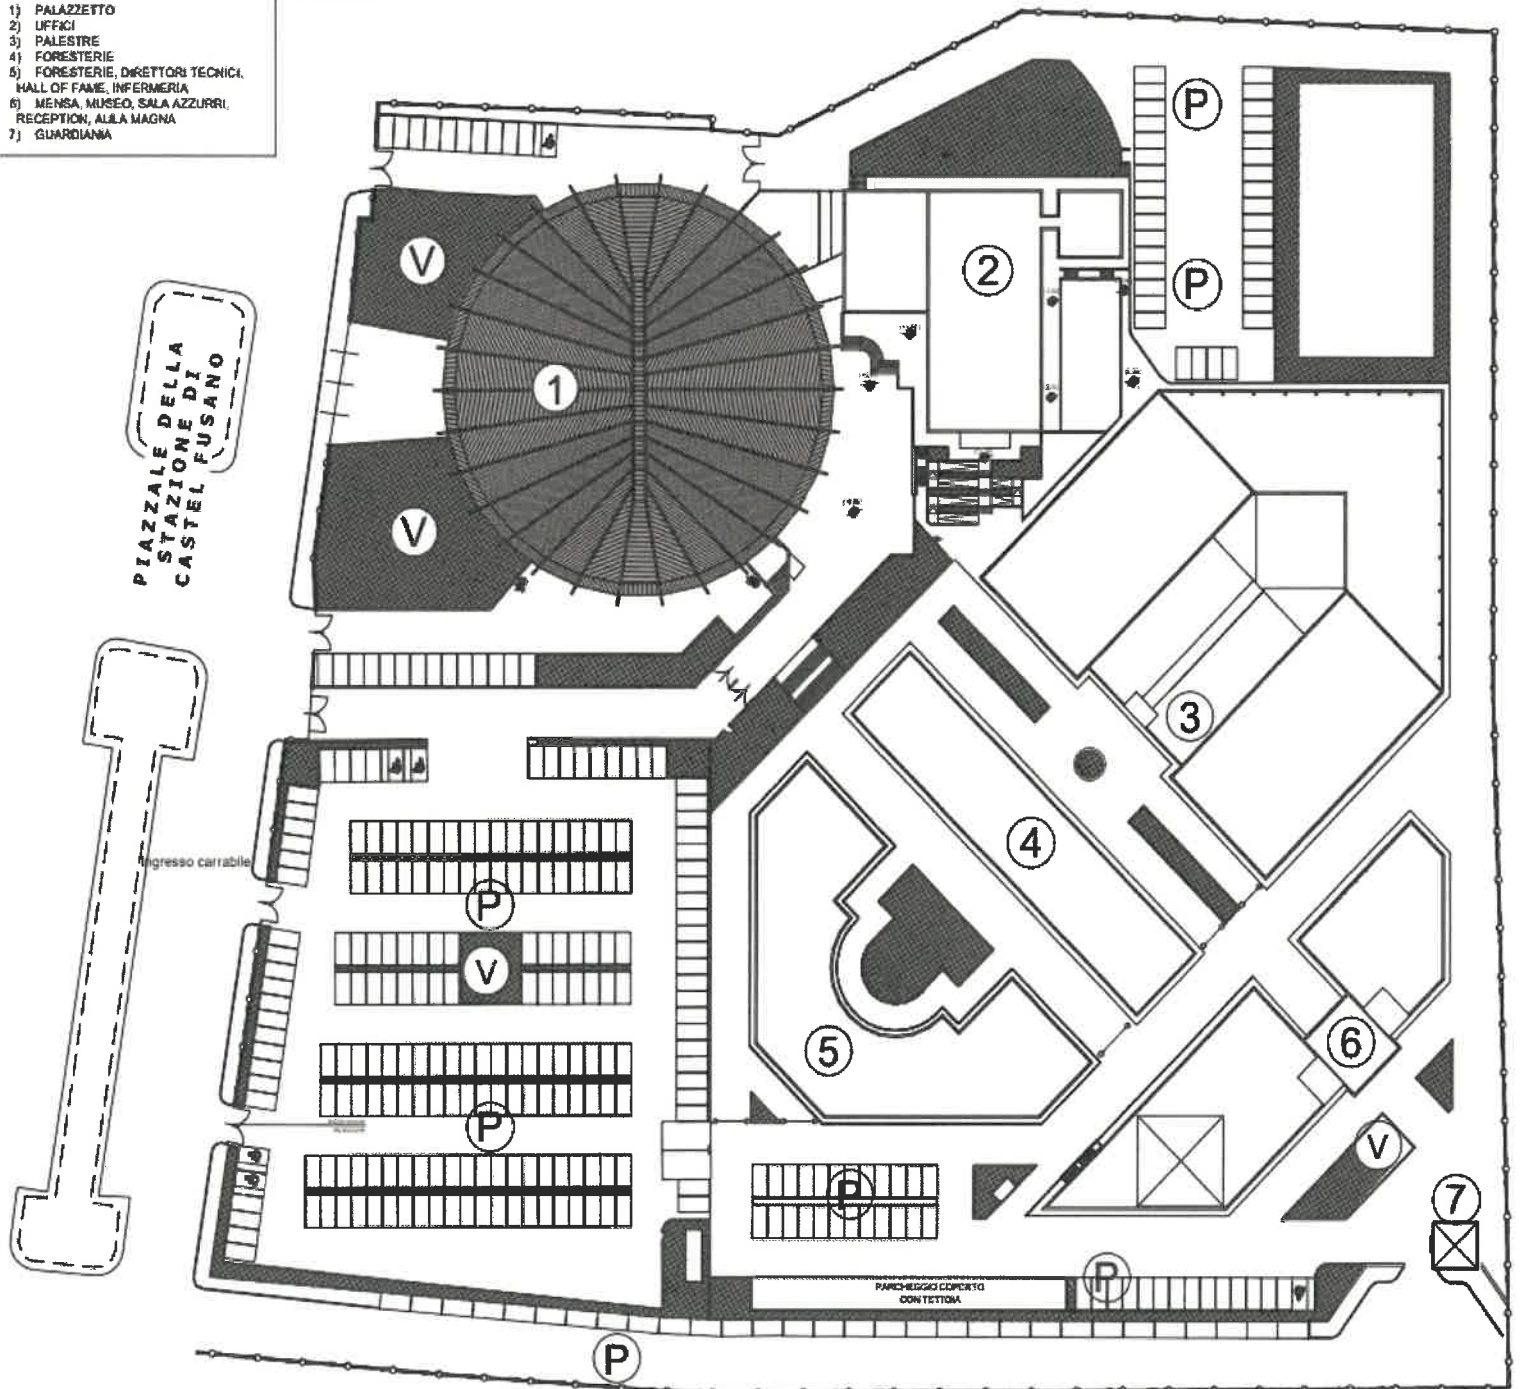 1) PALAZZETTO
2) UFFICI
3) PALESTRE
4) FORESTERIE
5) FORESTERIE, DIRETTORI TECNICI,
HALL OF FAME, INFERMERIA
6) MENSA, MUSEO, SALA AZZURRI,
RECEPTION, AULA MAGNA
7) GUARDIANIA
P
V
2
P
PIAZZALE DELLA
STAZIONE DI
CASTEL FUSANO
1
V
3
4
Ingresso carrabile
P
V
5
6
P
V
P
7
P
PARCHEGGIO COPERTO
CON TETTOIA
P